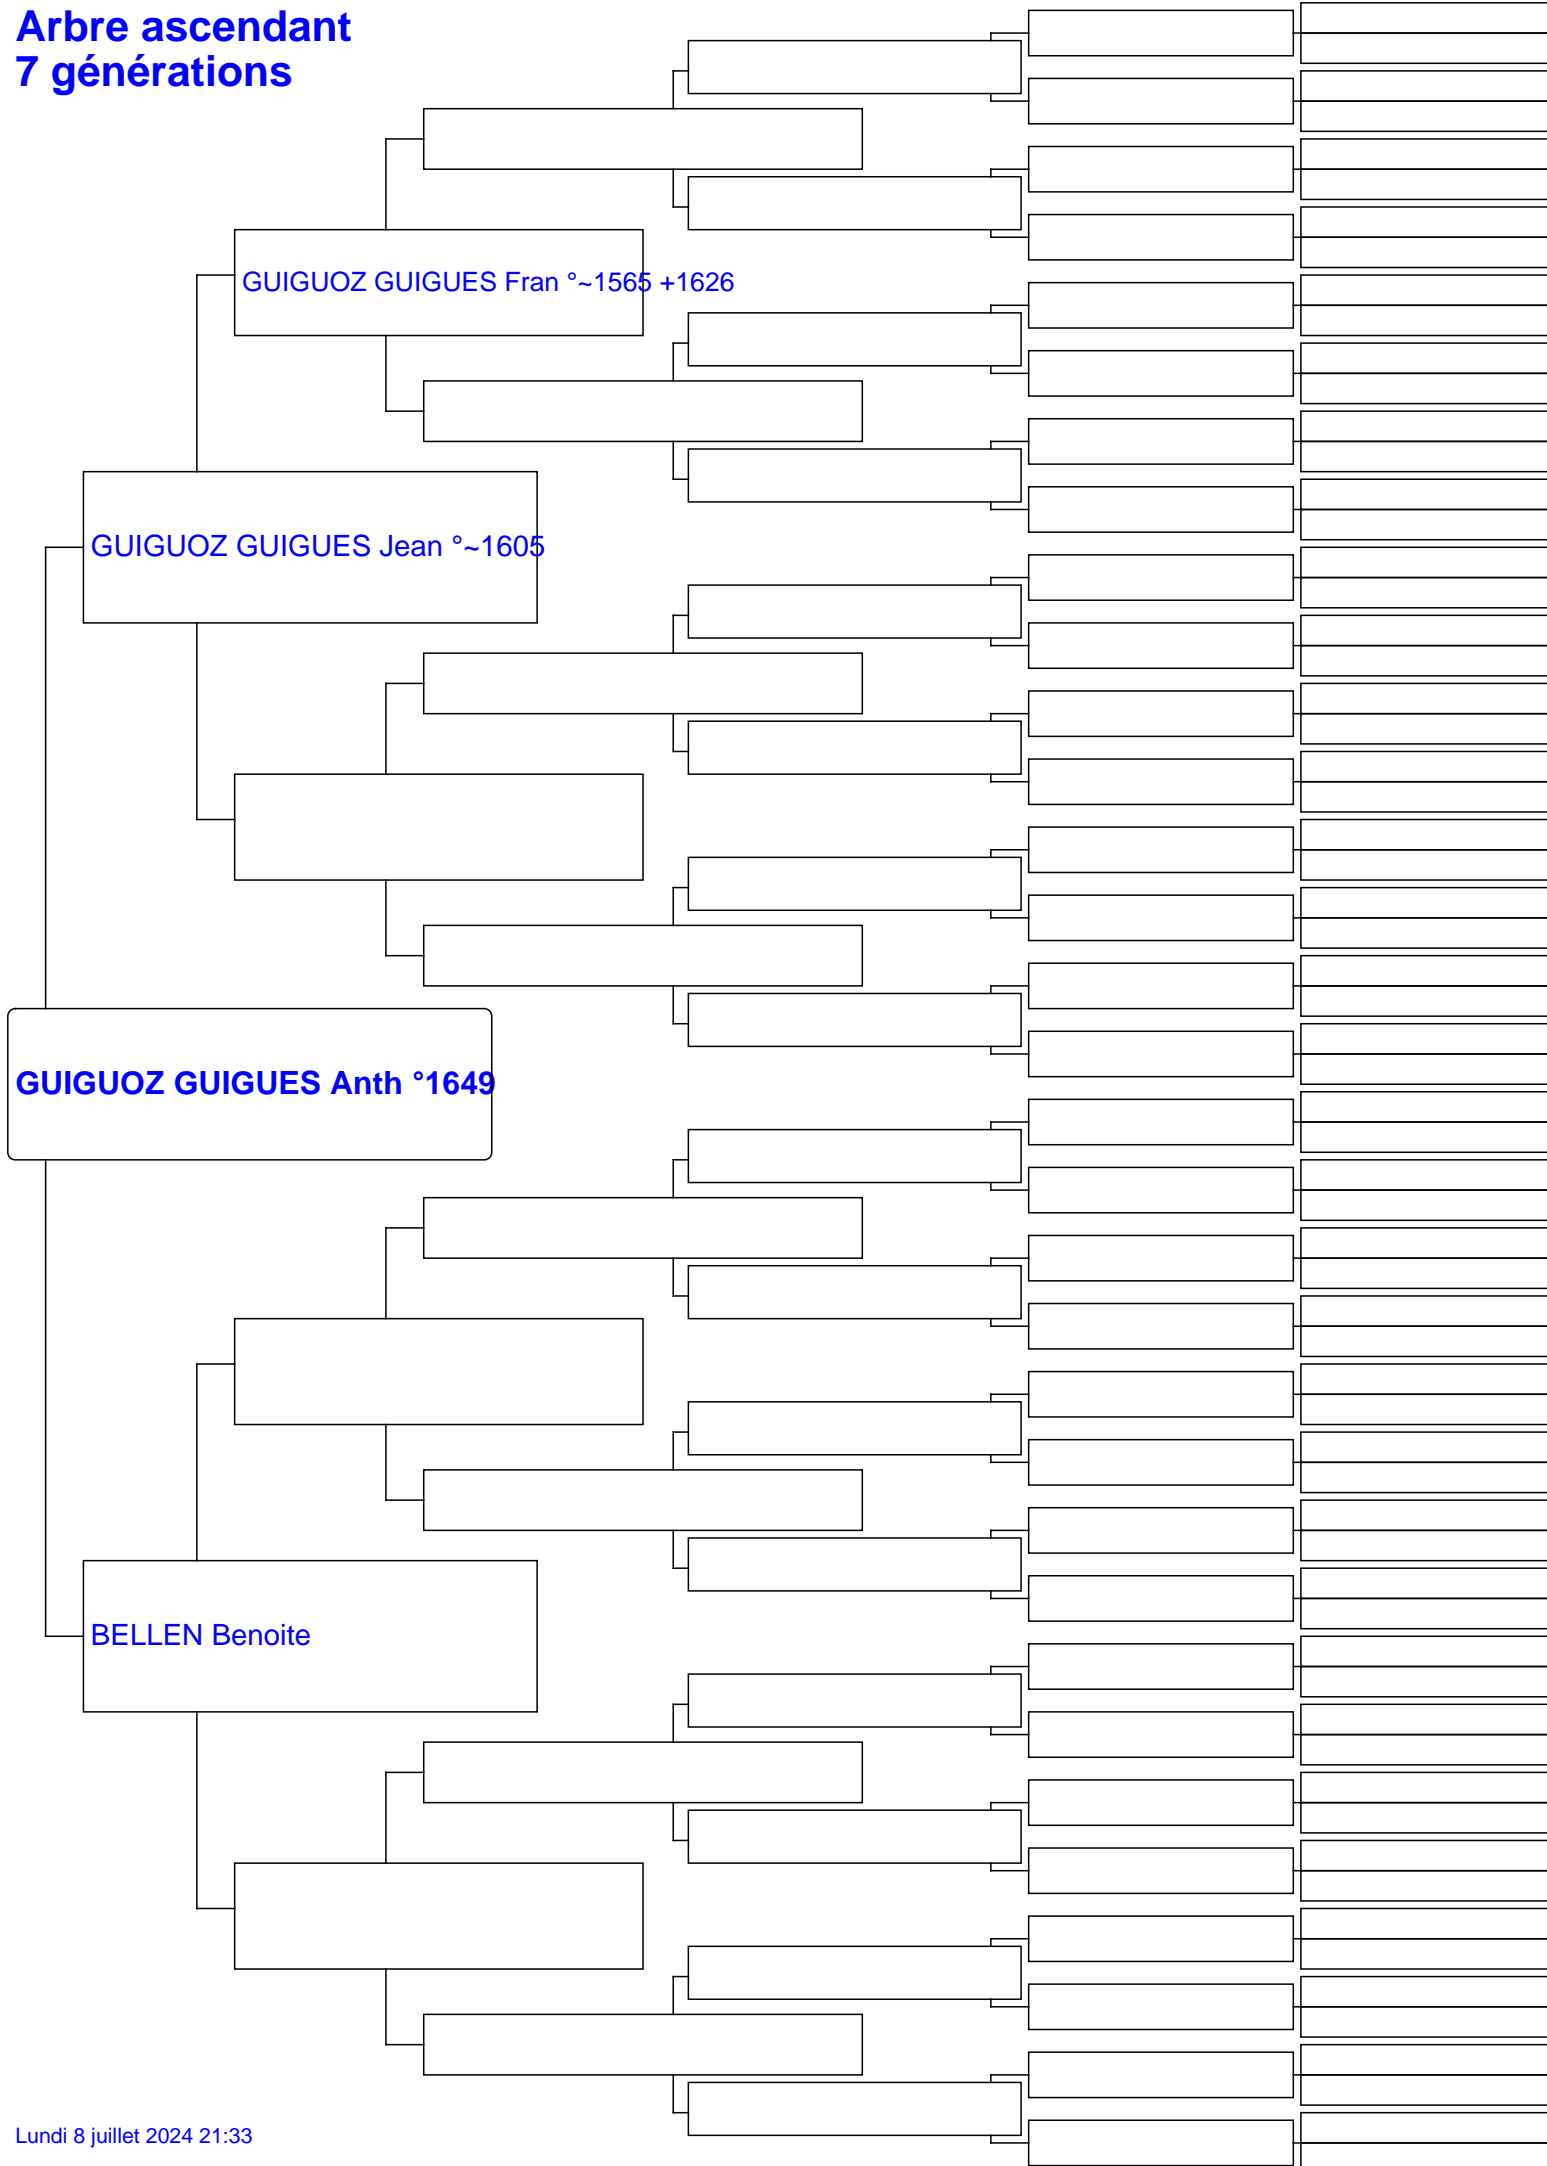 Arbre ascendant
7 générations
GUIGUOZ GUIGUES Fran °~1565 +1626
GUIGUOZ GUIGUES Jean °~1605
GUIGUOZ GUIGUES Anth °1649
BELLEN Benoite
Lundi 8 juillet 2024 21:33